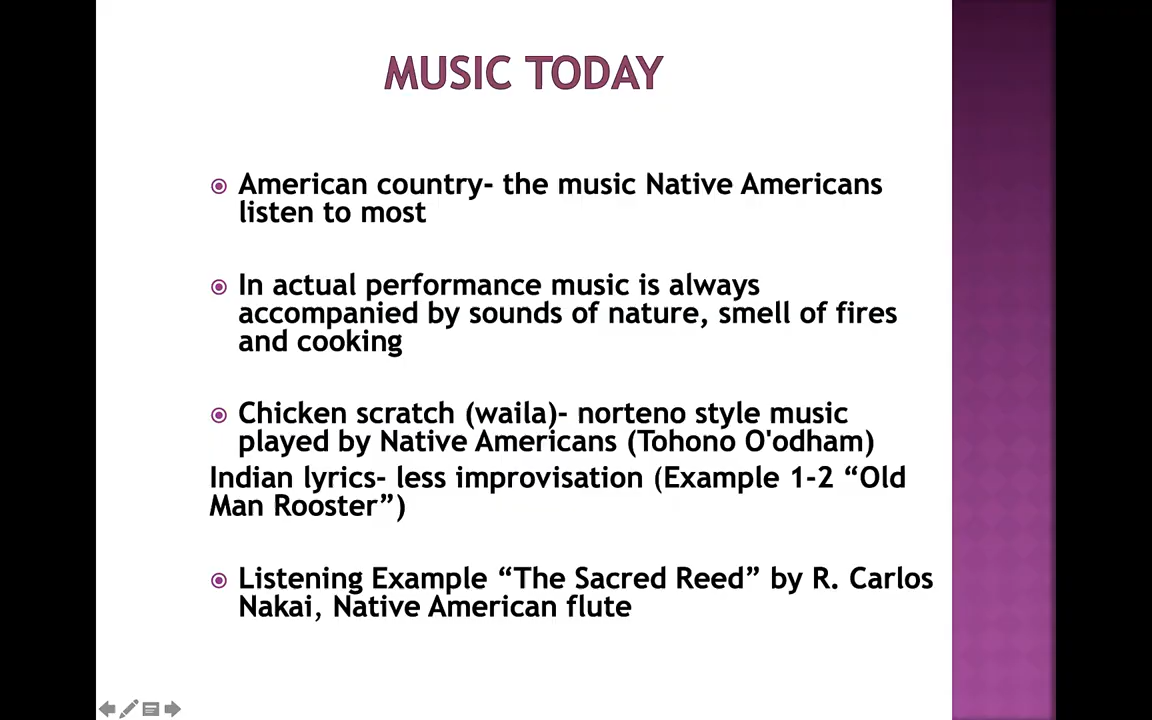 MUSIC TODAY
American country- the music Native Americans
listen to most
In actual performance music is always
accompanied by sounds of nature, smell of fires
and cooking
Chicken scratch (waila)- norteno style music
played by Native Americans (Tohono O'odham)
Indian lyrics- less improvisation (Example 1-2 “Old
Man Rooster”)
Listening Example “The Sacred Reed” by R. Carlos
Nakai, Native American flute